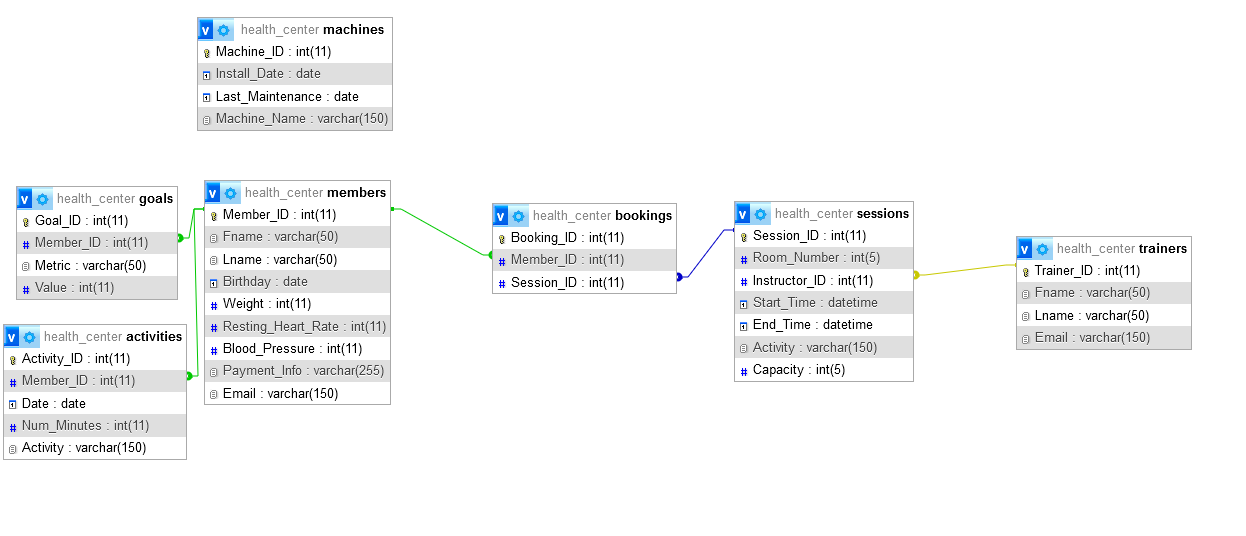 v health_center machines
Machine_ID : int(11)
Install_Date : date
Last_Maintenance : date
Machine_Name : varchar(150)
v health_center goals
Goal_ID : int(11)
Member_ID : int(11)
Metric : varchar(50)
Value : int(11)
v health_center members
Member_ID : int(11)
Fname : varchar(50)
Lname : varchar(50)
Birthday : date
Weight : int(11)
Resting_Heart_Rate : int(11)
Blood_Pressure : int(11)
Payment_Info : varchar(255)
Email : varchar(150)
v health_center activities
Activity_ID : int(11)
Member_ID : int(11)
Date : date
Num_Minutes : int(11)
Activity : varchar(150)
v health_center bookings
Booking_ID : int(11)
Member_ID : int(11)
Session_ID : int(11)
v health_center sessions
Session_ID : int(11)
Room_Number : int(5)
Instructor_ID : int(11)
Start_Time : datetime
End_Time : datetime
Activity : varchar(150)
Capacity : int(5)
v health_center trainers
Trainer_ID : int(11)
Fname : varchar(50)
Lname : varchar(50)
Email : varchar(150)